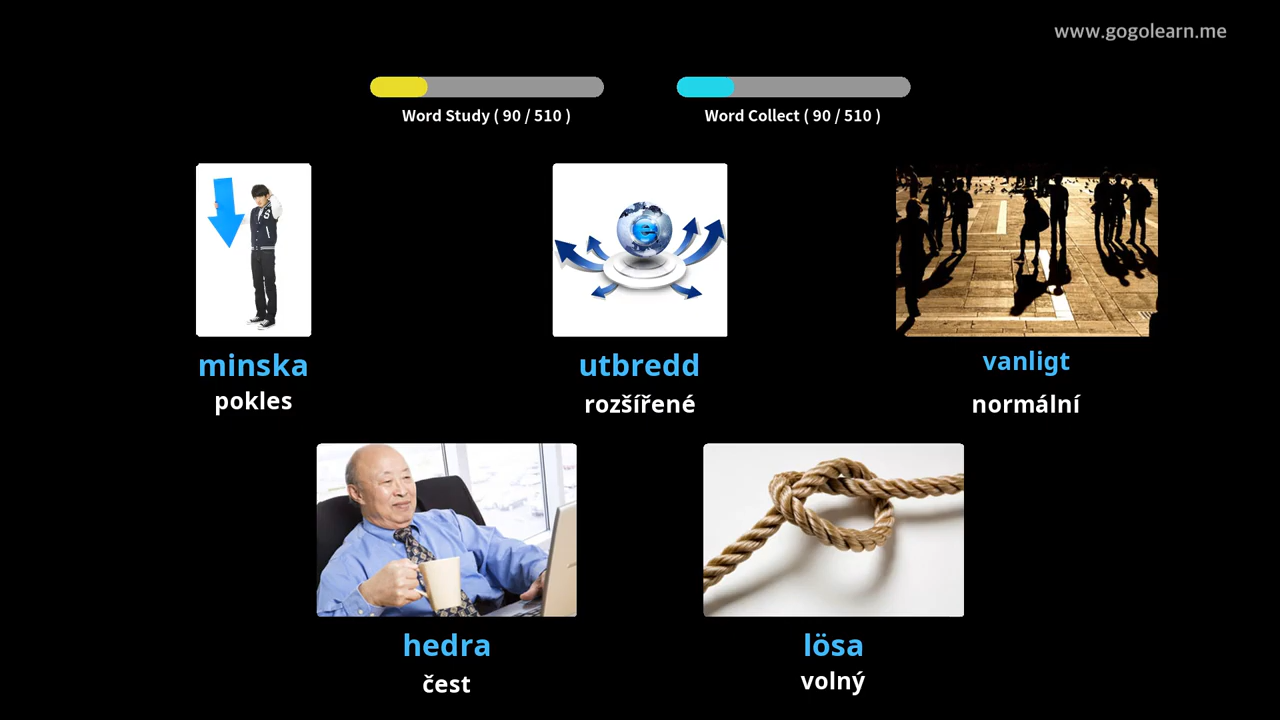 www.gogolearn.me
Word Study ( 90 / 510 )
Word Collect ( 90 / 510 )
S
e
minska
utbredd
vanligt
pokles
rozšířené
normální
hedra
lösa
čest
volný